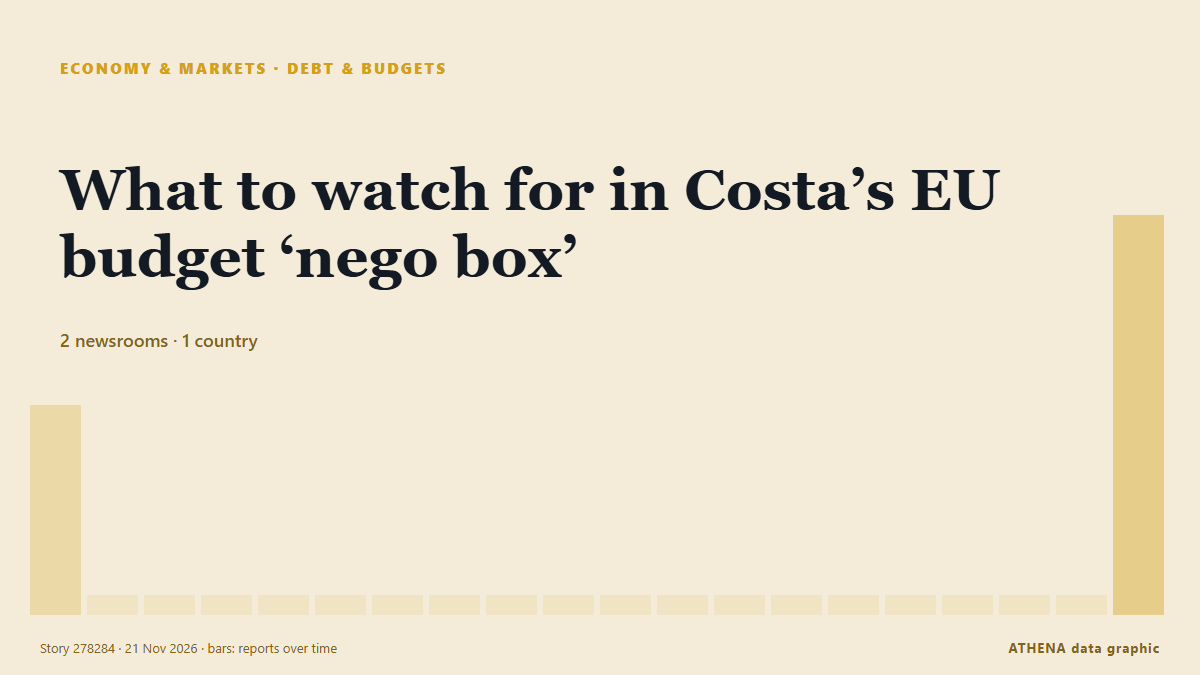 ECONOMY & MARKETS · DEBT & BUDGETS
What to watch for in Costa’s EU
budget ‘nego box’
2 newsrooms · 1 country
Story 278284 · 21 Nov 2026 · bars: reports over time
ATHENA data graphic